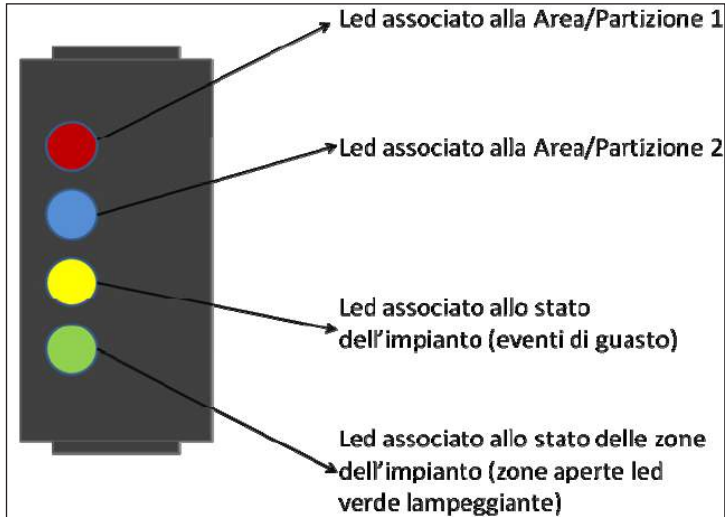 Led associato alla Area/Partizione 1
Led associato alla Area/Partizione 2
Led associato allo stato
dell'impianto (eventi di guasto)
Led associato allo stato delle zone
dell'impianto (zone aperte led
verde lampeggiante)